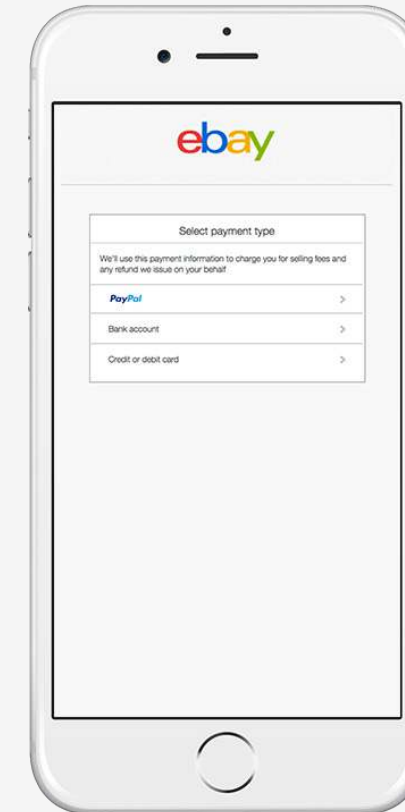 ebay
Select payment type
We'll use this payment information to charge you for selling fees and
any refund we issue on your behalf
PayPal
Bank account
Credit or debit card